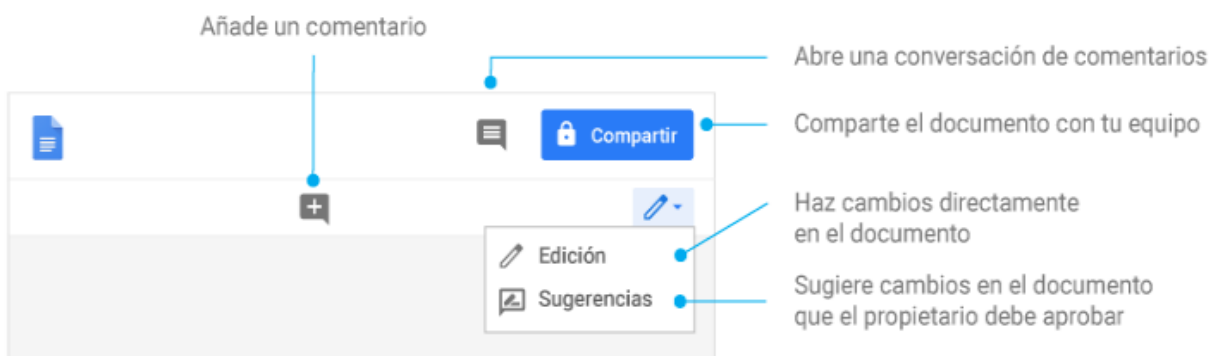 Añade un comentario
Abre una conversación de comentarios
Compartir
Comparte el documento con tu equipo
Haz cambios directamente
en el documento
Edición
Sugerencias
Sugiere cambios en el documento
que el propietario debe aprobar